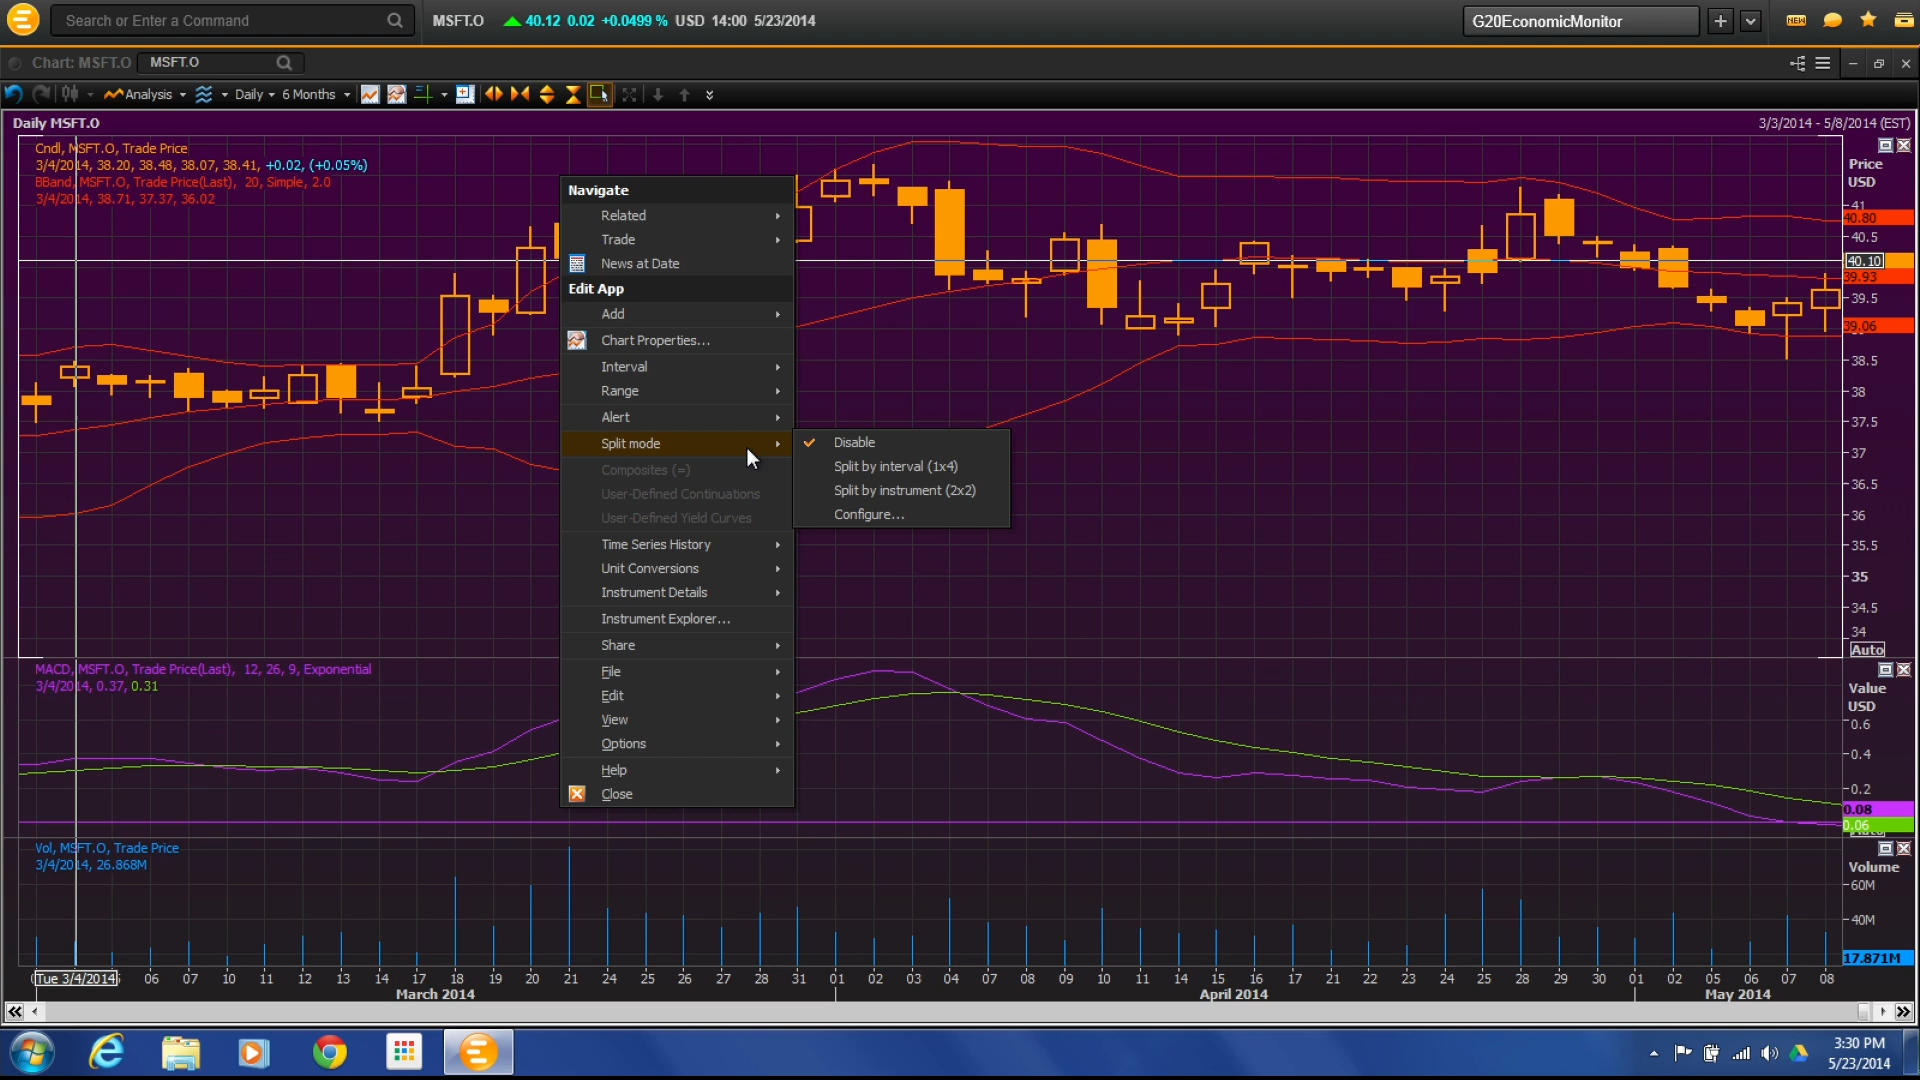 Search or Enter a Command
MSFT.O 40.12 0.02 +0.0499 % USD 14:00 5/23/2014
G20EconomicMonitor
NEW
Chart: MSFT.O MSFT.O
Analysis Daily 6 Months
Daily MSFT.O
3/3/2014 - 5/8/2014 (EST)
Cndl, MSFT.O, Trade Price
3/4/2014, 38.20, 38.48, 38.07, 38.41, +0.02, (+0.05%)
BBand, MSFT.O, Trade Price(Last), 20, Simple, 2.0
3/4/2014, 38.71, 37.37, 36.02
Price
USD
41
40.80
40.5
40.10
39.93
39.5
39.06
38.5
38
37.5
37
36.5
36
35.5
35
34.5
34
Auto
Navigate
Related
Trade
News at Date
Edit App
Add
Chart Properties...
Interval
Range
Alert
Split mode
Composites (=)
User-Defined Continuations
User-Defined Yield Curves
Time Series History
Unit Conversions
Instrument Details
Instrument Explorer...
Share
File
Edit
View
Options
Help
Close
Disable
Split by interval (1x4)
Split by instrument (2x2)
Configure...
MACD, MSFT.O, Trade Price(Last), 12, 26, 9, Exponential
3/4/2014, 0.37, 0.31
Value
USD
0.6
0.4
0.2
0.08
0.06
Vol, MSFT.O, Trade Price
3/4/2014, 26.868M
Volume
60M
40M
17.871M
Tue 3/4/2014 06 07 10 11 12 13 14 17 18 19 20 21 24 25 26 27 28 31 01 02 03 04 07 08 09 10 11 14 15 16 17 21 22 23 24 25 28 29 30 01 02 05 06 07 08
March 2014 April 2014 May 2014
3:30 PM
5/23/2014